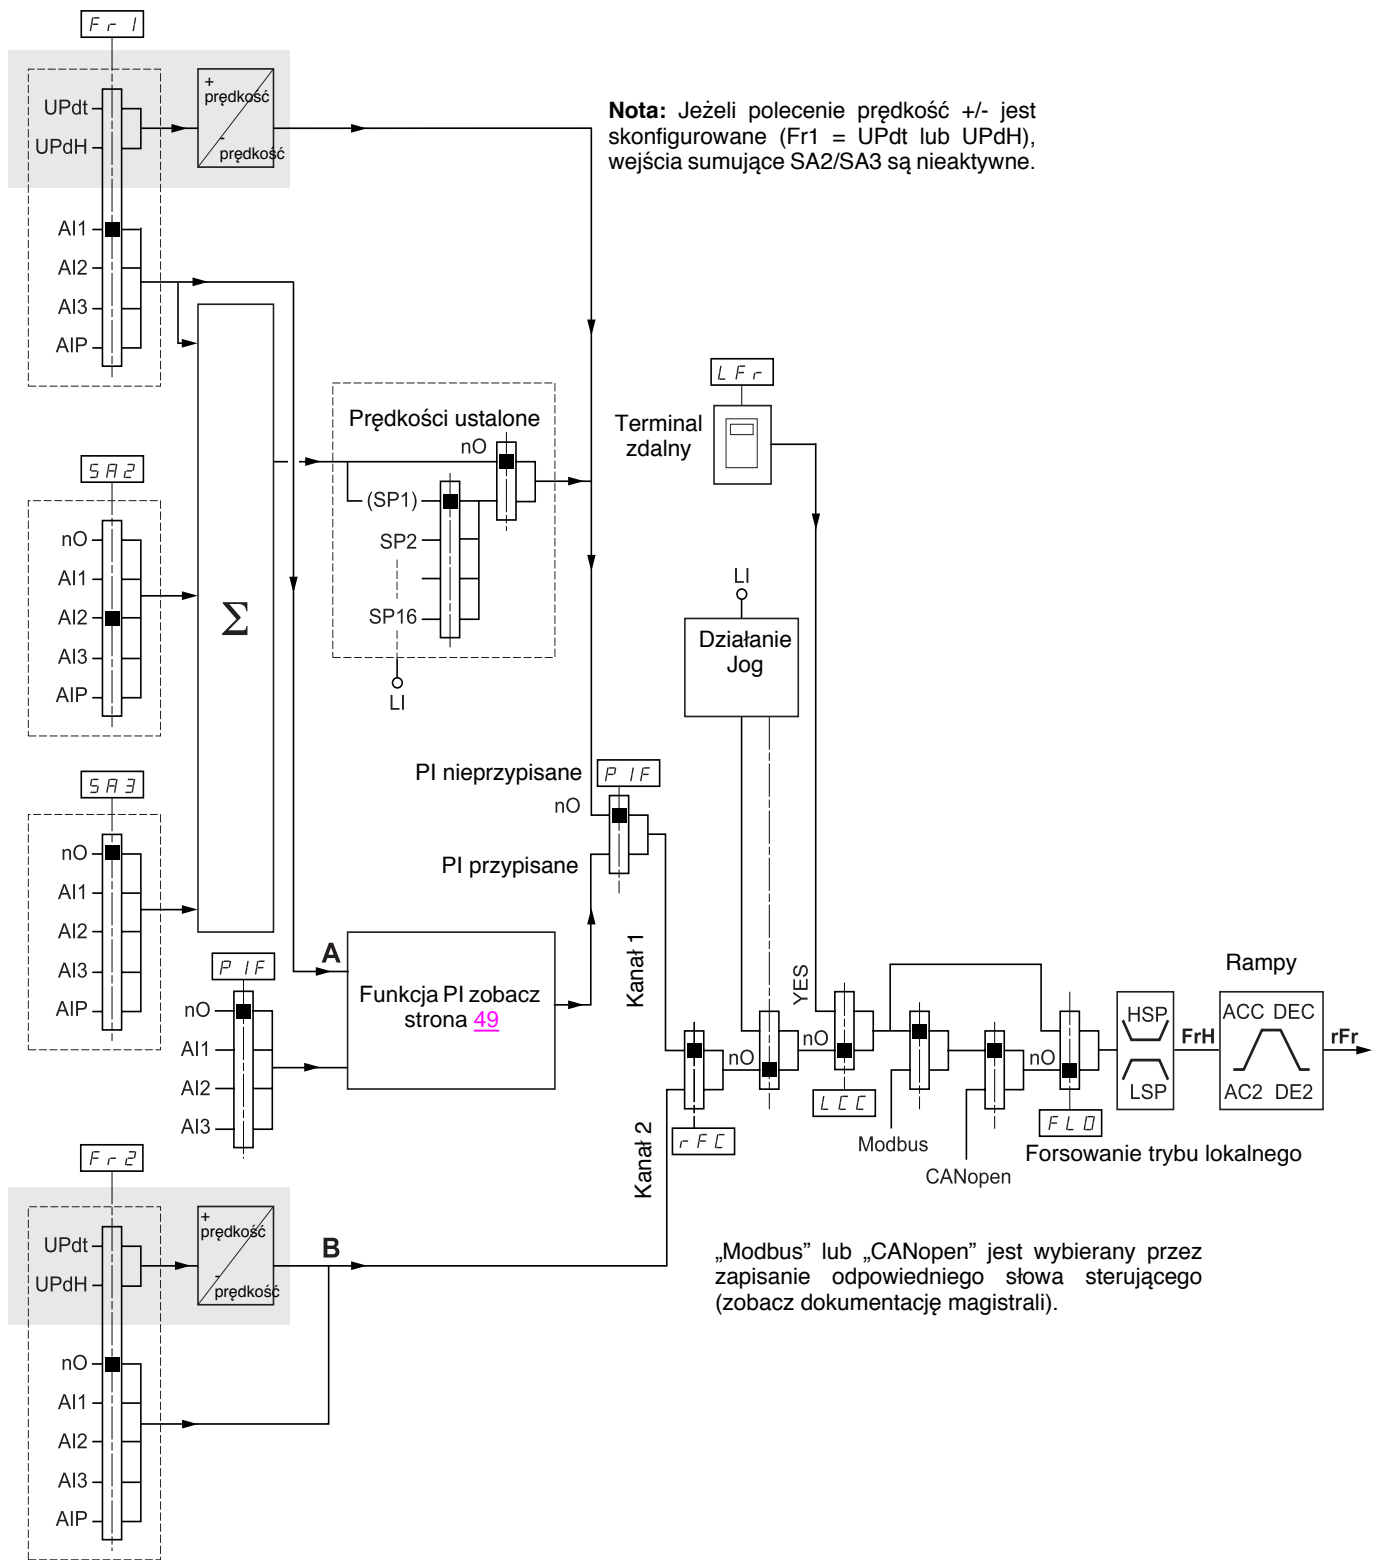 Fr1
UPdt
UPdH
+
prędkość
-
prędkość
AI1
AI2
AI3
AIP
Nota: Jeżeli polecenie prędkość +/- jest
skonfigurowane (Fr1 = UPdt lub UPdH),
wejścia sumujące SA2/SA3 są nieaktywne.
SA2
nO
AI1
AI2
AI3
AIP
Σ
Prędkości ustalone
nO
(SP1)
SP2
SP16
LI
LFr
Terminal
zdalny
LI
Działanie
Jog
SA3
nO
AI1
AI2
AI3
AIP
PI nieprzypisane
PIF
nO
PI przypisane
PIF
nO
AI1
AI2
AI3
A
Funkcja PI zobacz
strona 49
Kanał 1
Kanał 2
rFC
nO
YES
nO
LCC
Modbus
CANopen
nO
FLO
Forsowanie trybu lokalnego
HSP
LSP
FrH
Rampy
ACC DEC
AC2 DE2
rFr
Fr2
UPdt
UPdH
+
prędkość
-
prędkość
B
nO
AI1
AI2
AI3
AIP
„Modbus” lub „CANopen” jest wybierany przez
zapisanie odpowiedniego słowa sterującego
(zobacz dokumentację magistrali).